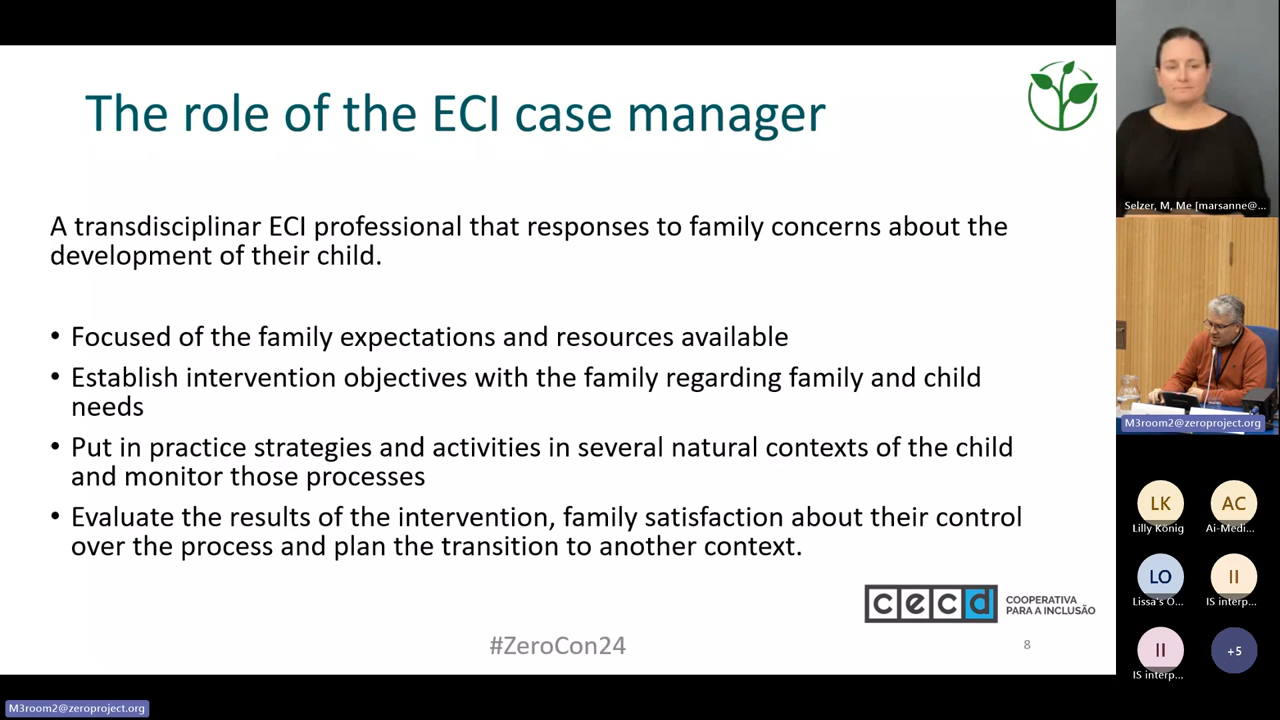 The role of the ECI case manager
A transdisciplinar ECI professional that responses to family concerns about the
development of their child.
• Focused of the family expectations and resources available
• Establish intervention objectives with the family regarding family and child
needs
• Put in practice strategies and activities in several natural contexts of the child
and monitor those processes
• Evaluate the results of the intervention, family satisfaction about their control
over the process and plan the transition to another context.
cecd
COOPERATIVA
PARA A INCLUSÃO
#ZeroCon24
8
Selzer, M, Me [marsanne@...
M3room2@zeroproject.org
LK
Lilly König
AC
Ai-Medi...
LO
Lissa's O...
II
IS interp...
II
IS interp...
+5
M3room2@zeroproject.org